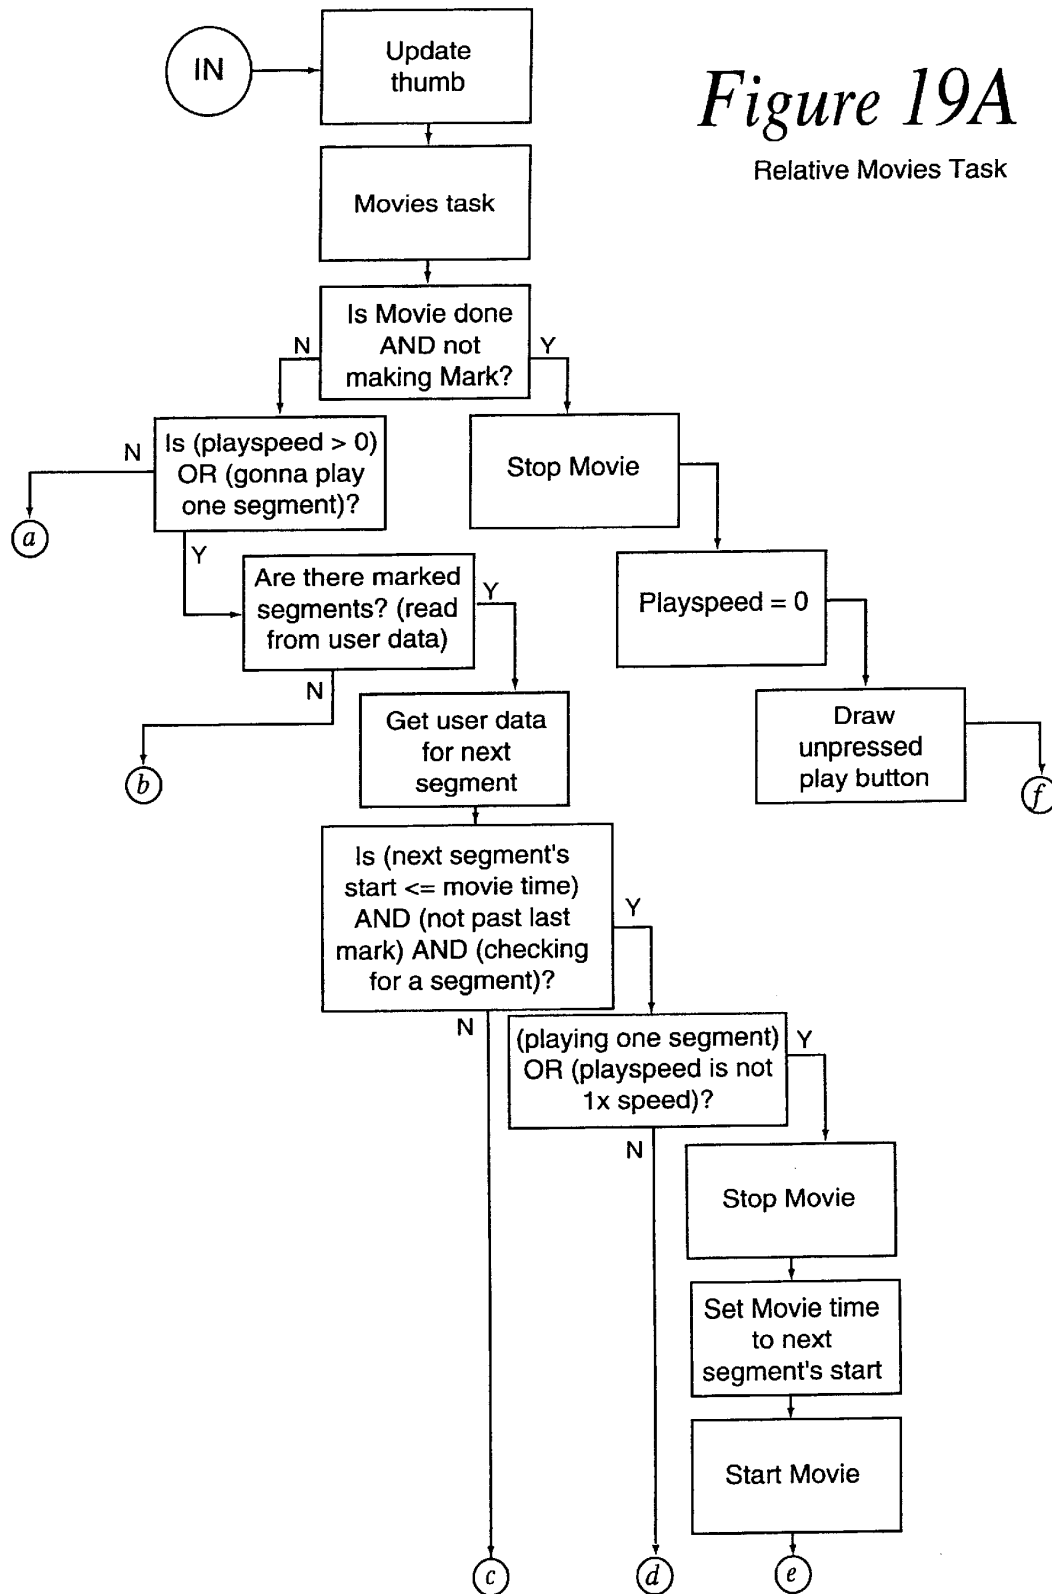 IN
Update
thumb
Figure 19A
Relative Movies Task
Movies task
Is Movie done
AND not
making Mark?
N
Y
Is (playspeed > 0)
OR (gonna play
one segment)?
N
Stop Movie
a
Y
Are there marked
segments? (read
from user data)
Y
Playspeed = 0
N
Get user data
for next
segment
Draw
unpressed
play button
b
f
Is (next segment's
start <= movie time)
AND (not past last
mark) AND (checking
for a segment)?
Y
N
(playing one segment)
OR (playspeed is not
1x speed)?
Y
N
Stop Movie
Set Movie time
to next
segment's start
Start Movie
c
d
e